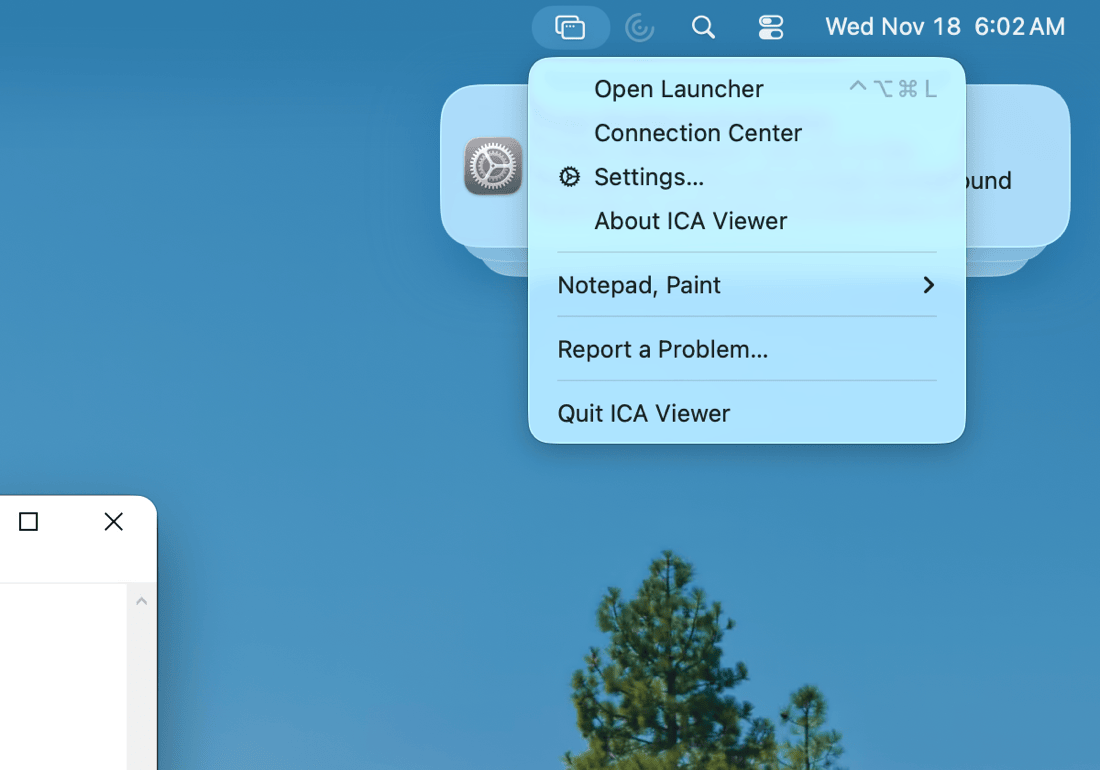 Wed Nov 18 6:02 AM
Open Launcher ^⌥⌘L
Connection Center
Settings...
About ICA Viewer
Notepad, Paint
Report a Problem...
Quit ICA Viewer